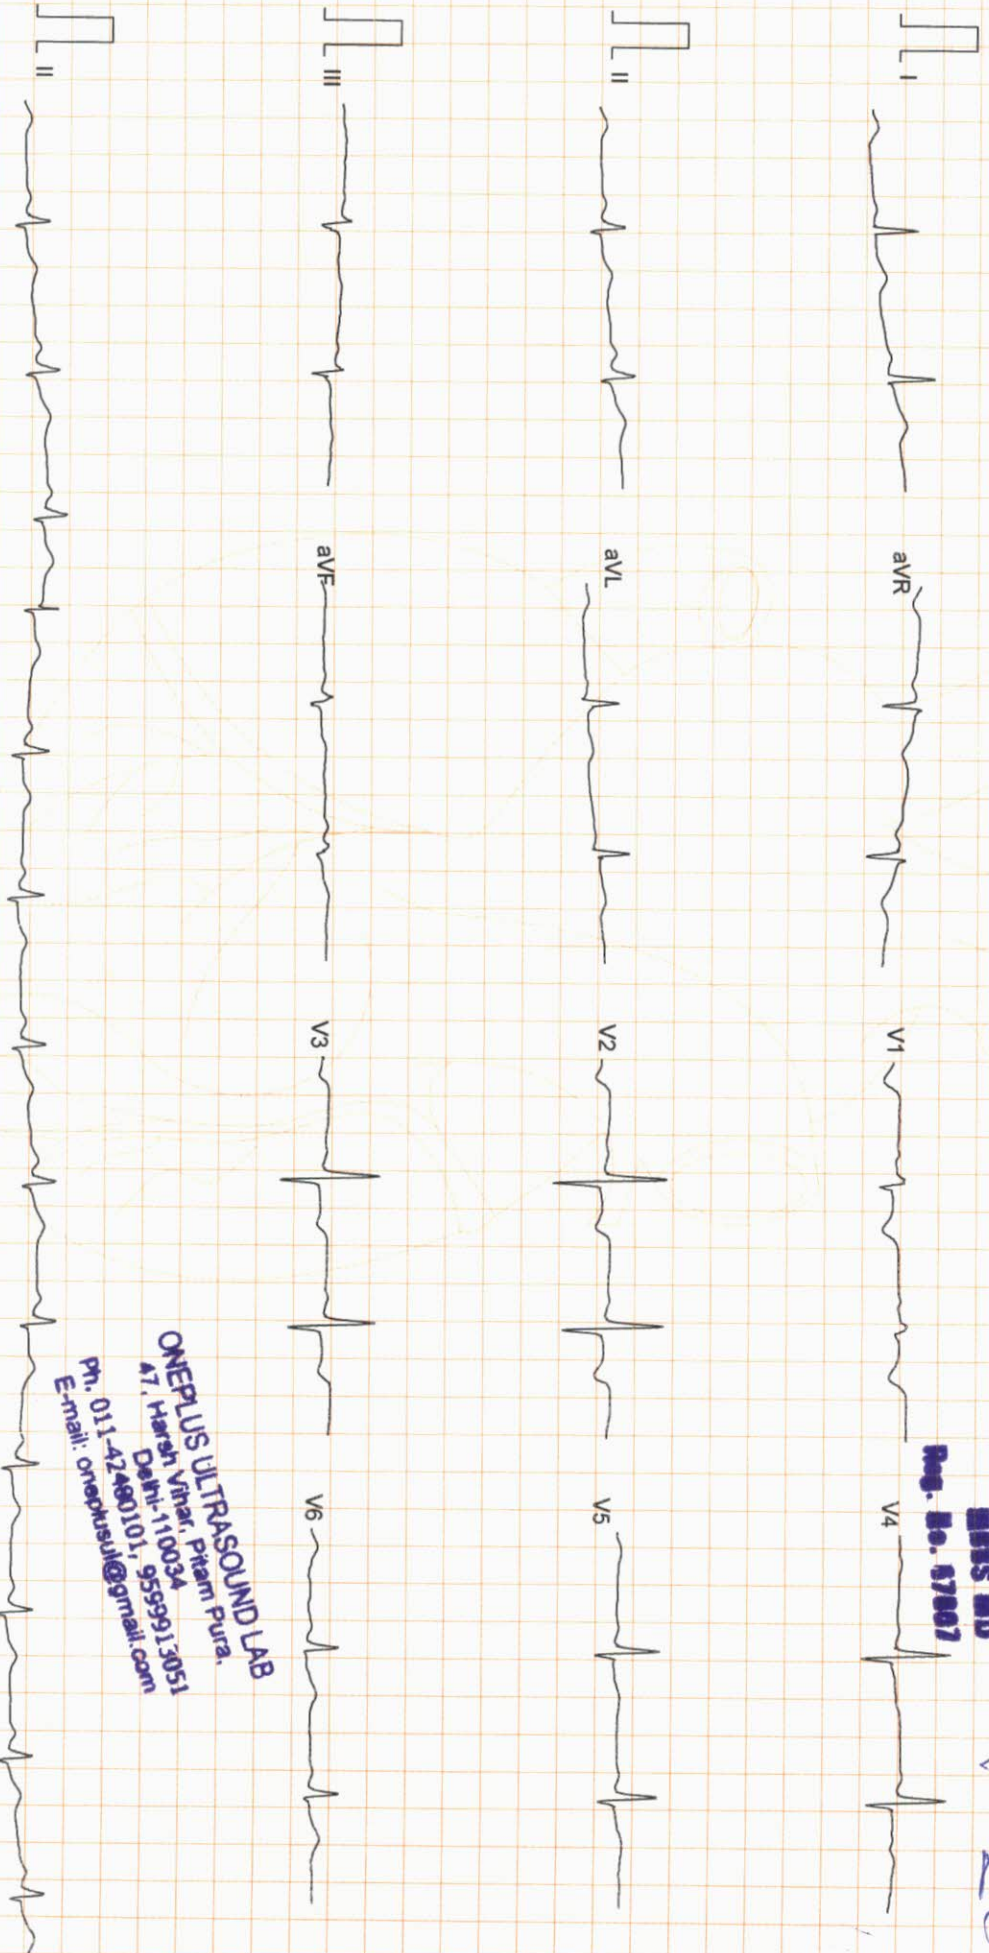 I
II
III
II
aVR
aVL
aVF
V1
V2
V3
V4
V5
V6
Reg. No.
ONEPLUS ULTRASOUND LAB
47, Harsh Vihar, Pitam Pura,
Delhi-110034
Ph. 011-42480101, 9599913051
E-mail: oneplusul@gmail.com